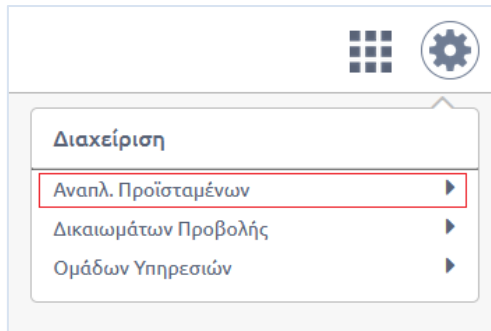 Διαχείριση
Αναπλ. Προϊσταμένων
Δικαιωμάτων Προβολής
Ομάδων Υπηρεσιών